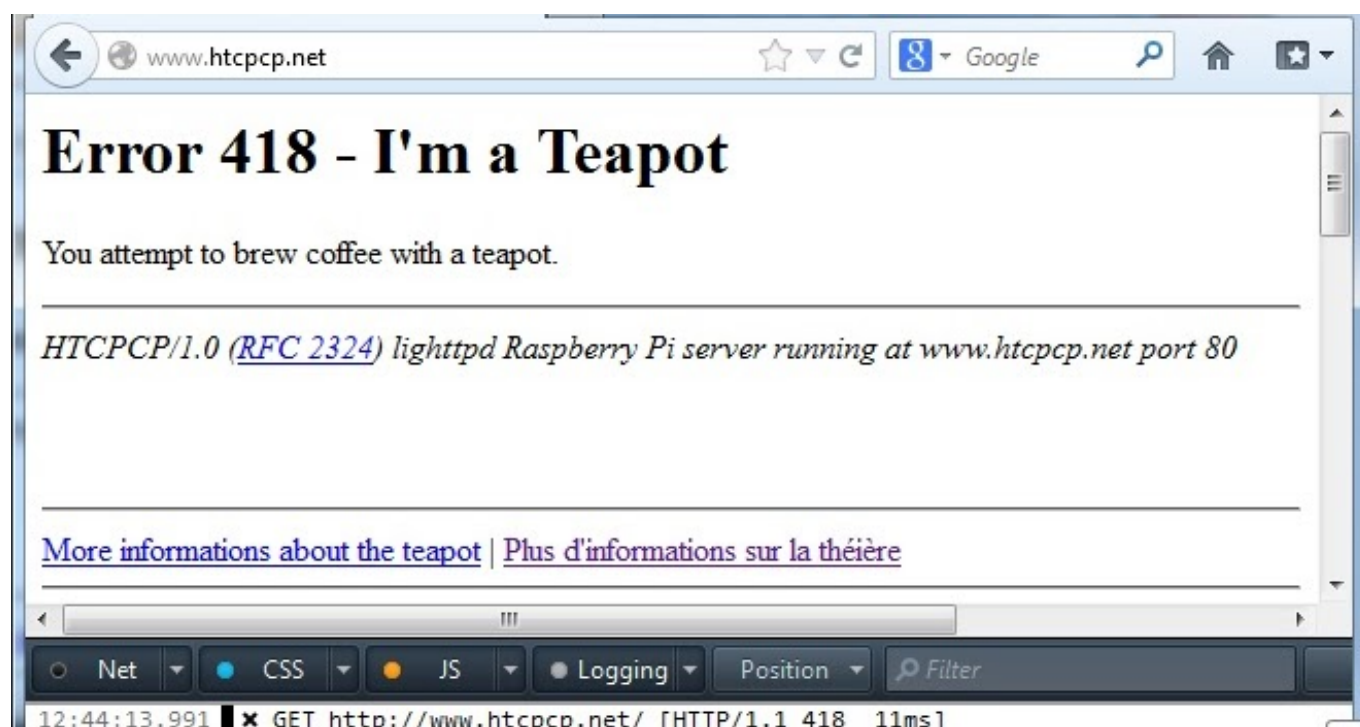 www.htcpcp.net
Google
Error 418 - I'm a Teapot
You attempt to brew coffee with a teapot.
HTCPCP/1.0 (RFC 2324) lighttpd Raspberry Pi server running at www.htcpcp.net port 80
More informations about the teapot | Plus d'informations sur la théière
Net CSS JS Logging Position Filter
12:44:13.991 GET http://www.htcpcp.net/ [HTTP/1.1 418 11ms]